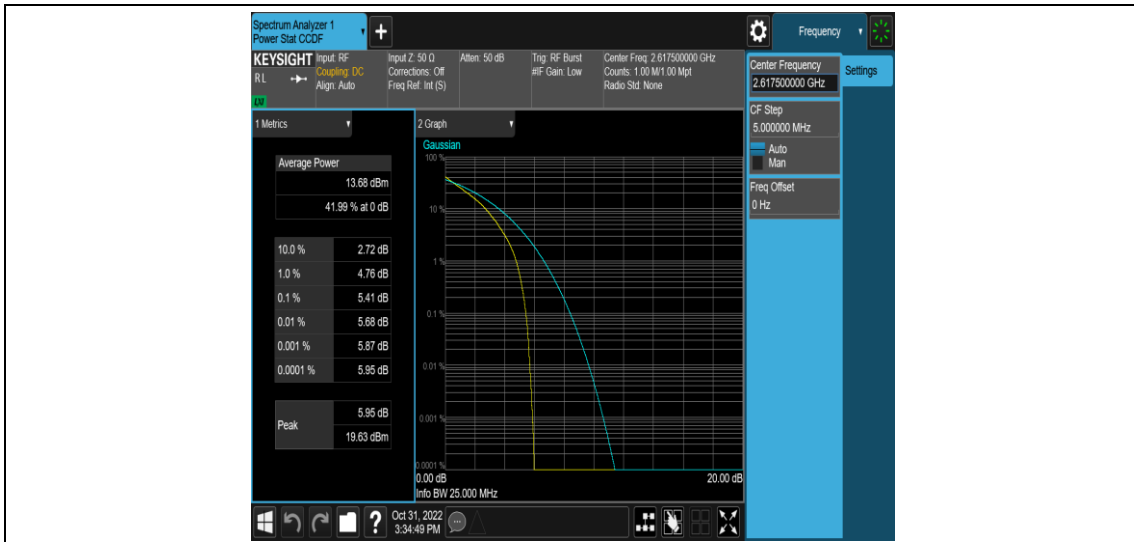 Spectrum Analyzer 1
Power Stat CCDF
+
Frequency
KEYSIGHT
RL
Input: RF
Coupling: DC
Align: Auto
Input Z: 50 Ω
Corrections: Off
Freq Ref: Int (S)
Atten: 50 dB
Trig: RF Burst
#IF Gain: Low
Center Freq: 2.617500000 GHz
Counts: 1.00 M/1.00 Mpt
Radio Std: None
Center Frequency
2.617500000 GHz
Settings
CF Step
5.000000 MHz
Auto
Man
Freq Offset
0 Hz
1 Metrics
Average Power
13.68 dBm
41.99 % at 0 dB
10.0 % 2.72 dB
1.0 % 4.76 dB
0.1 % 5.41 dB
0.01 % 5.68 dB
0.001 % 5.87 dB
0.0001 % 5.95 dB
Peak
5.95 dB
19.63 dBm
2 Graph
Gaussian
100 %
10 %
1 %
0.1 %
0.01 %
0.001 %
0.0001 %
0.00 dB 20.00 dB
Info BW 25.000 MHz
?
Oct 31, 2022
3:34:49 PM